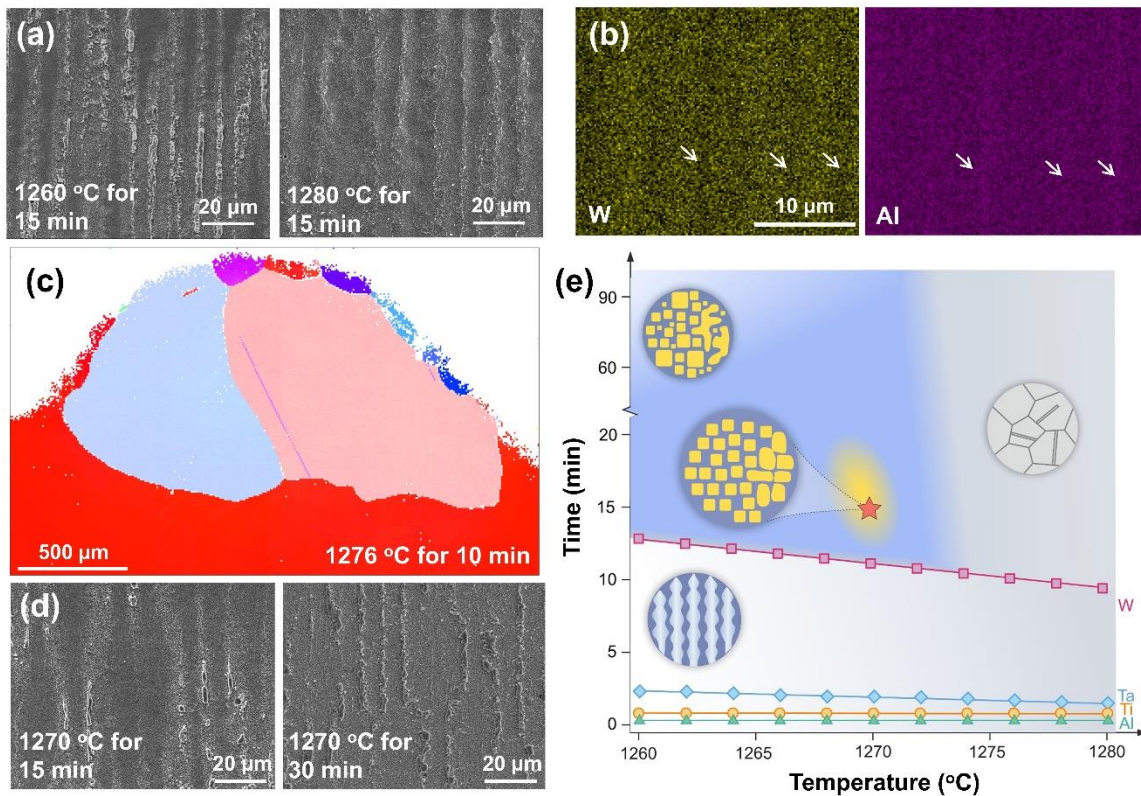 (a)
1260 °C for
15 min
20 µm
1280 °C for
15 min
20 µm
(b)
W
10 µm
Al
(c)
500 µm
1276 °C for 10 min
(d)
1270 °C for
15 min
20 µm
1270 °C for
30 min
20 µm
(e)
Time (min)
90
60
20
15
10
5
0
W
Ta
Ti
Al
1260
1265
1270
1275
1280
Temperature (°C)